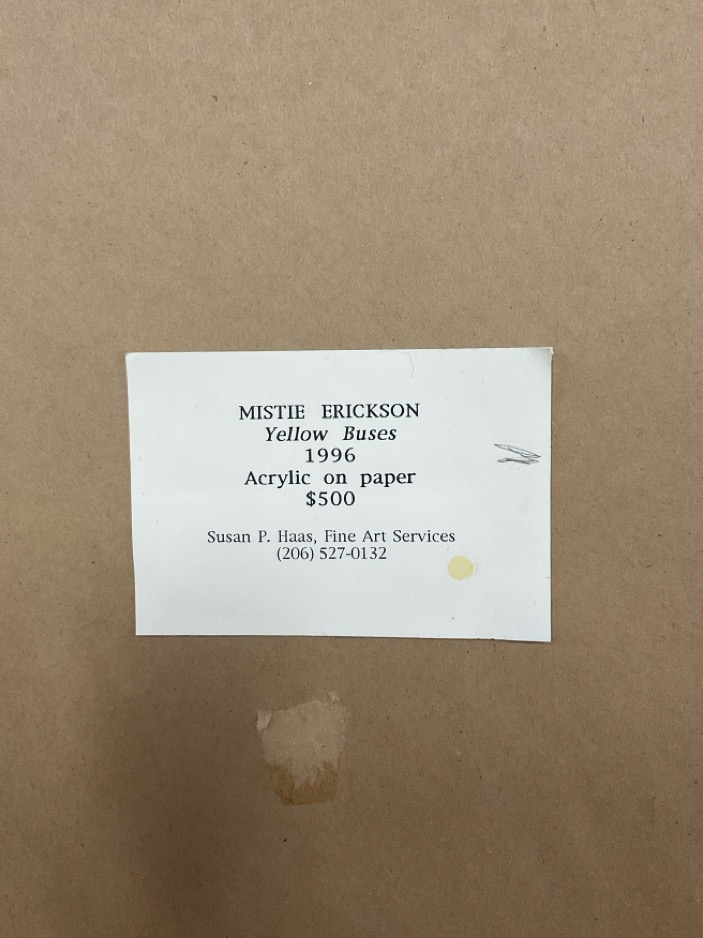 MISTIE ERICKSON
Yellow Buses
1996
Acrylic on paper
$500
Susan P. Haas, Fine Art Services
(206) 527-0132